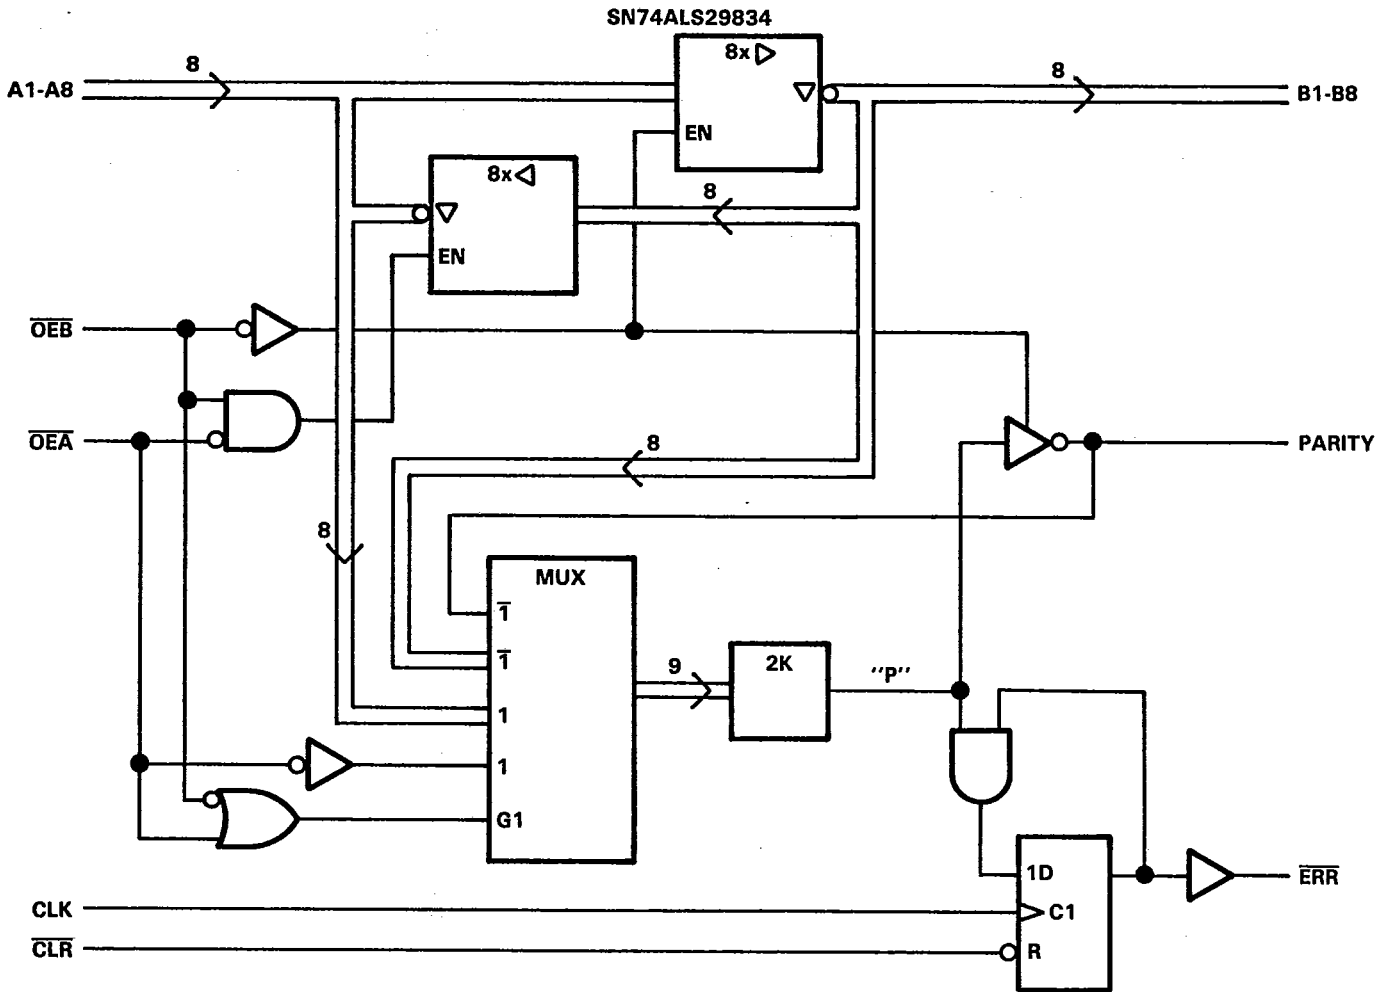 SN74ALS29834
8x
8
8
A1-A8
B1-B8
EN
8x
8
EN
OEB
OEA
PARITY
8
8
MUX
1
1
2K
9
"P"
1
1
G1
1D
ERR
CLK
C1
CLR
R